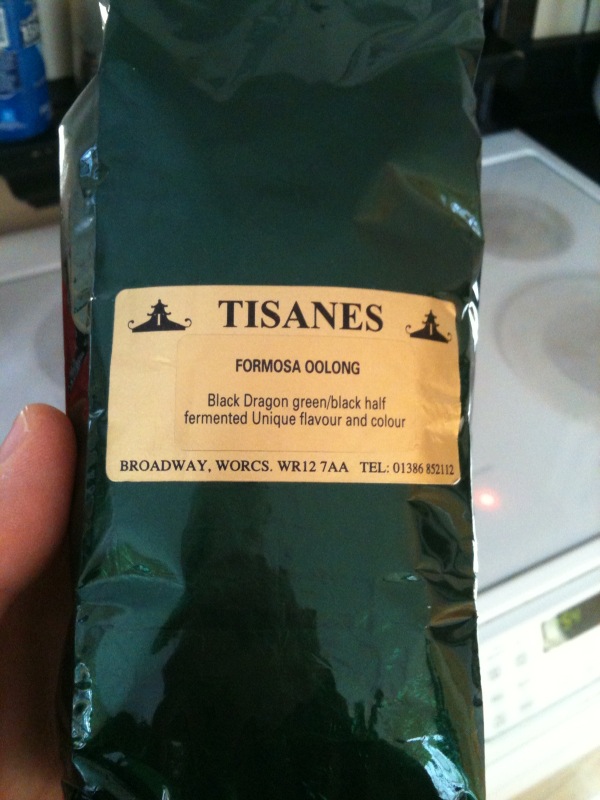 TISANES
FORMOSA OOLONG
Black Dragon green/black half
fermented Unique flavour and colour
BROADWAY, WORCS. WR12 7AA TEL: 01386 852112